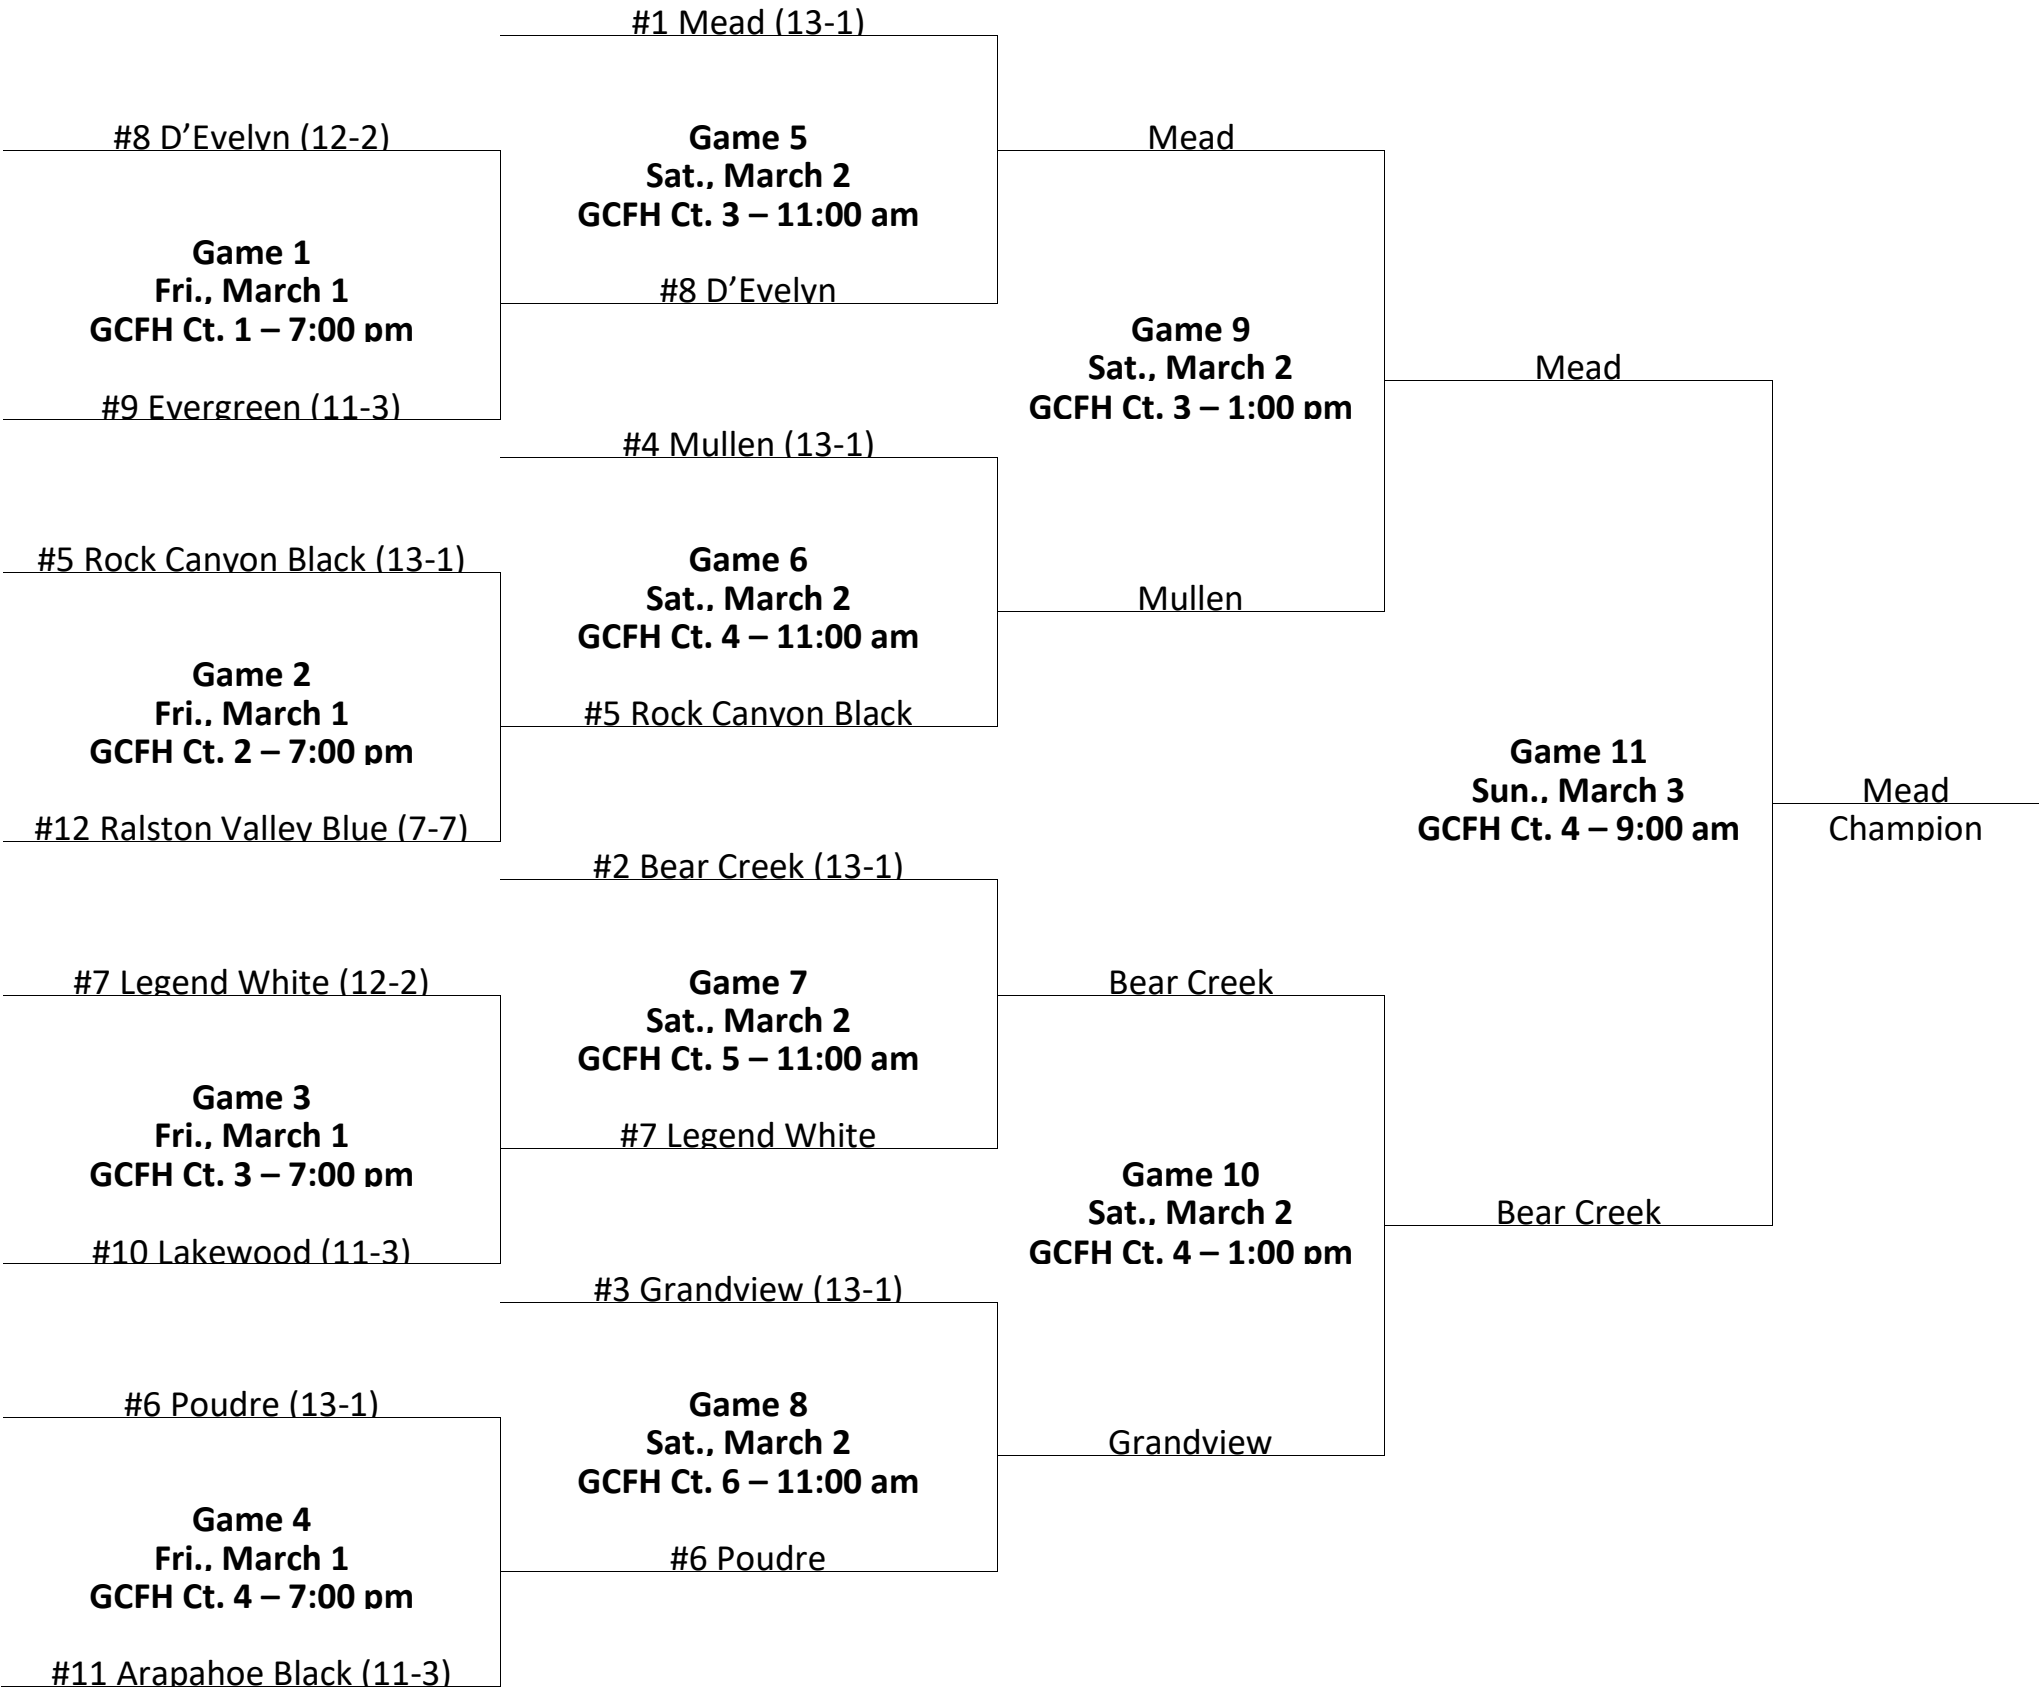 #1 Mead (13-1)
#8 D’Evelyn (12-2)
Game 5
Sat., March 2
GCFH Ct. 3 – 11:00 am
Mead
Game 1
Fri., March 1
GCFH Ct. 1 – 7:00 pm
#8 D’Evelyn
#9 Evergreen (11-3)
Game 9
Sat., March 2
GCFH Ct. 3 – 1:00 pm
Mead
#4 Mullen (13-1)
#5 Rock Canyon Black (13-1)
Game 6
Sat., March 2
GCFH Ct. 4 – 11:00 am
Mullen
Game 2
Fri., March 1
GCFH Ct. 2 – 7:00 pm
#5 Rock Canyon Black
#12 Ralston Valley Blue (7-7)
Game 11
Sun., March 3
GCFH Ct. 4 – 9:00 am
Mead
Champion
#2 Bear Creek (13-1)
#7 Legend White (12-2)
Game 7
Sat., March 2
GCFH Ct. 5 – 11:00 am
Bear Creek
Game 3
Fri., March 1
GCFH Ct. 3 – 7:00 pm
#7 Legend White
#10 Lakewood (11-3)
Game 10
Sat., March 2
GCFH Ct. 4 – 1:00 pm
Bear Creek
#3 Grandview (13-1)
#6 Poudre (13-1)
Game 8
Sat., March 2
GCFH Ct. 6 – 11:00 am
Grandview
Game 4
Fri., March 1
GCFH Ct. 4 – 7:00 pm
#6 Poudre
#11 Arapahoe Black (11-3)